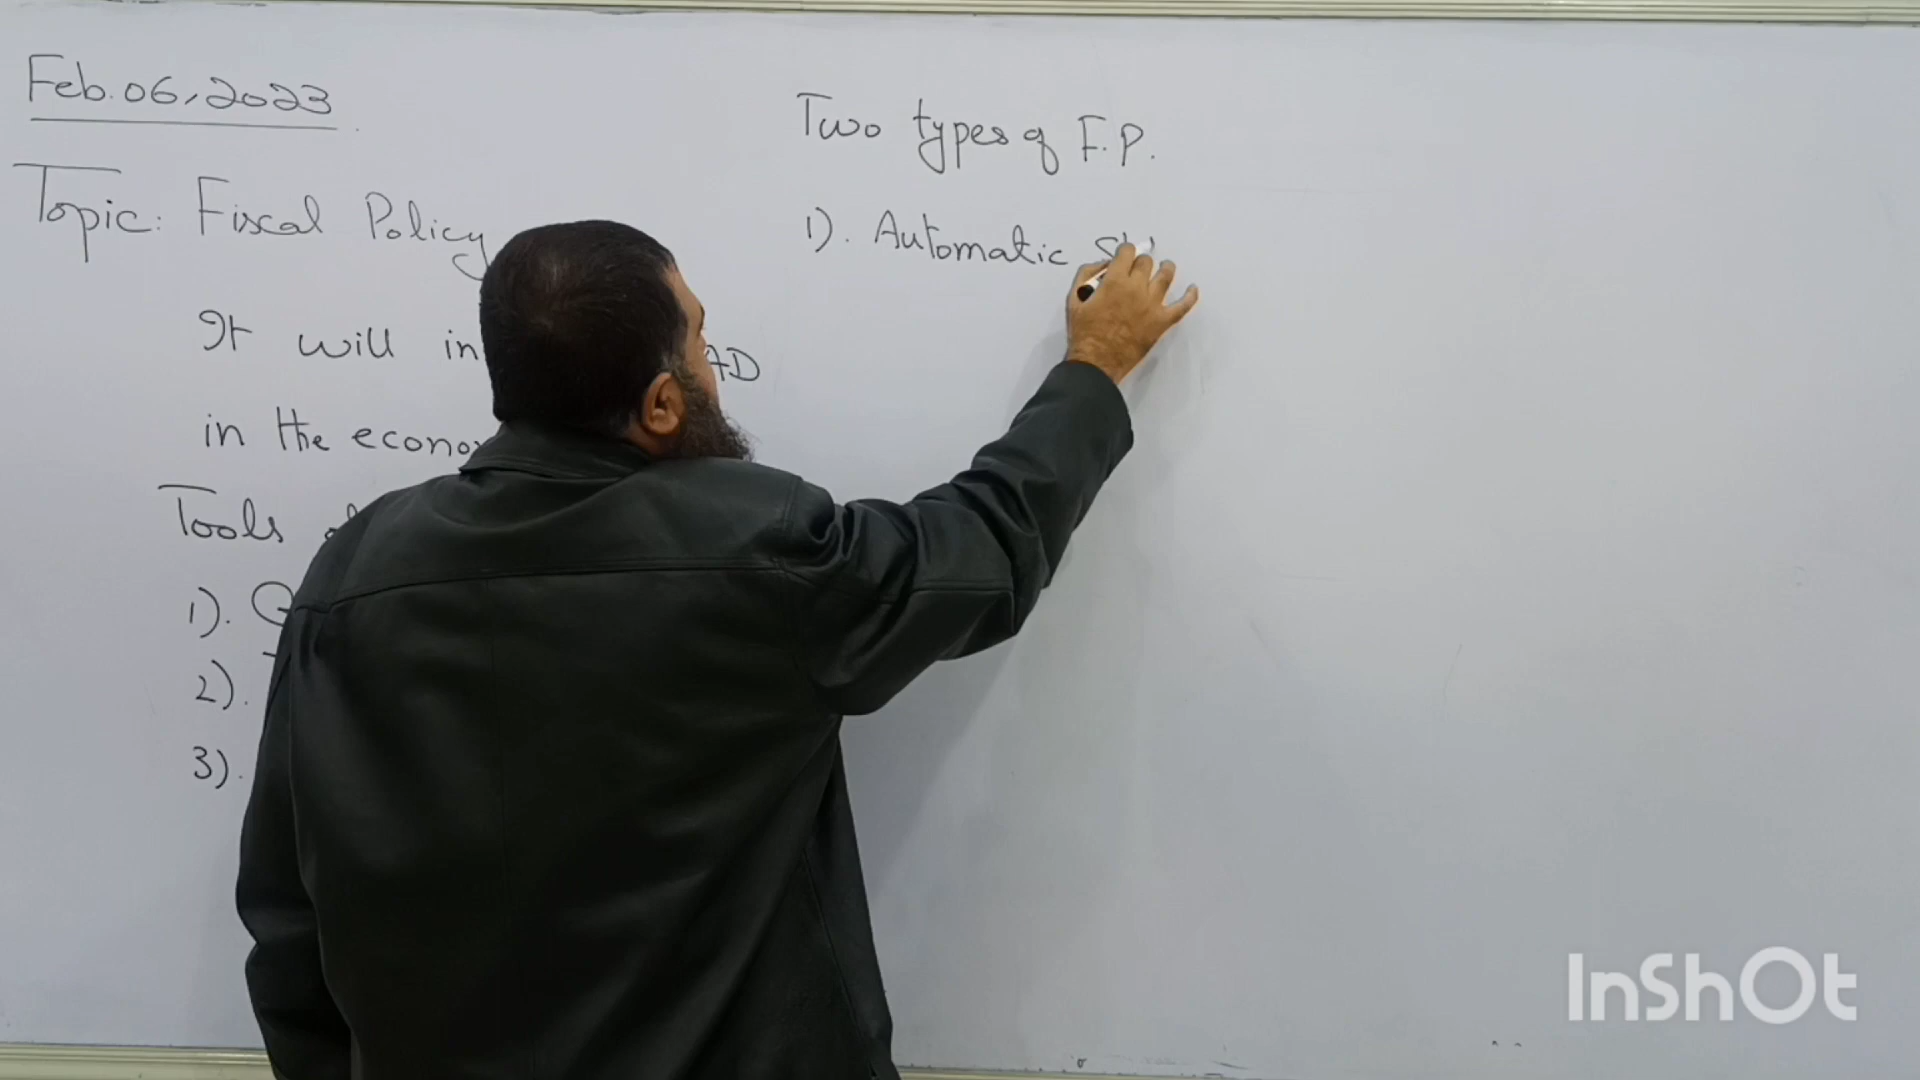 Feb. 06, 2023
Topic: Fiscal Policy
It will in AD
in the econo
Tools
1).
2).
3).
Two types of F.P.
1). Automatic
InShOt